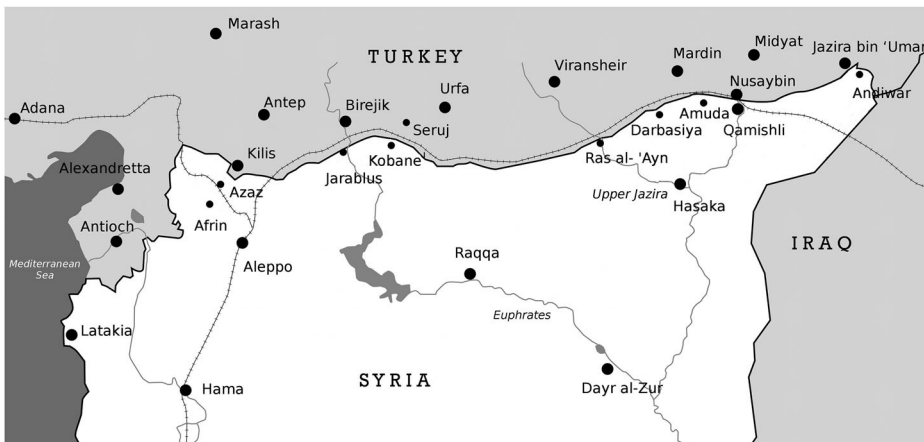 Marash
TURKEY
Midyat
Jazira bin ‘Umar
Mardin
Viransheir
Andiwar
Nusaybin
Urfa
Adana
Antep
Birejik
Seruj
Amuda
Darbasiya
Qamishli
Kilis
Kobane
Ras al- 'Ayn
Jarablus
Alexandretta
Azaz
Upper Jazira
Hasaka
Afrin
Antioch
IRAQ
Raqqa
Aleppo
Mediterranean
Sea
Euphrates
Latakia
SYRIA
Hama
Dayr al-Zur